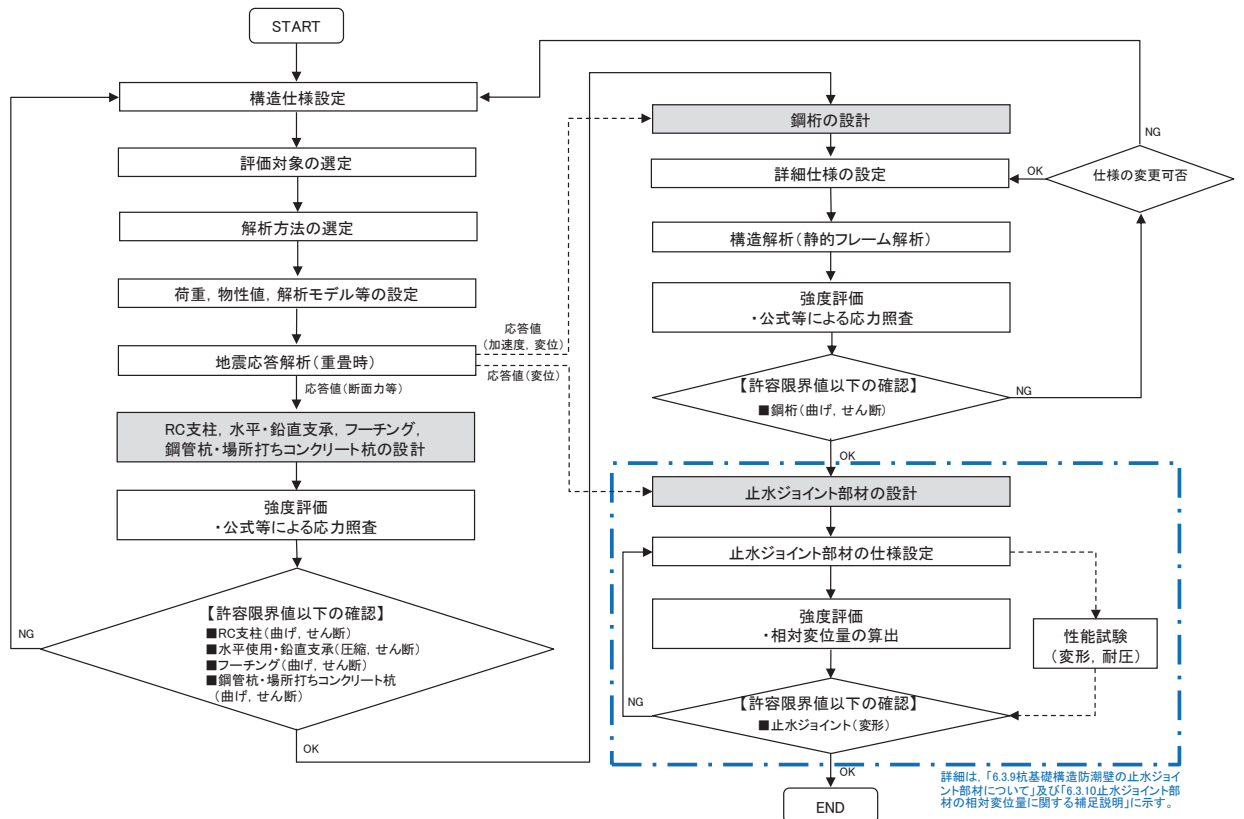 START
構造仕様設定
評価対象の選定
解析方法の選定
荷重，物性値，解析モデル等の設定
地震応答解析（重畳時）
応答値
（加速度，変位）
応答値（変位）
応答値（断面力等）
RC支柱，水平・鉛直支承，フーチング，
鋼管杭・場所打ちコンクリート杭の設計
強度評価
・公式等による応力照査
【許容限界値以下の確認】
■RC支柱（曲げ，せん断）
■水平使用・鉛直支承（圧縮，せん断）
■フーチング（曲げ，せん断）
■鋼管杭・場所打ちコンクリート杭
（曲げ，せん断）
NG
OK
鋼桁の設計
詳細仕様の設定
OK
仕様の変更可否
NG
構造解析（静的フレーム解析）
強度評価
・公式等による応力照査
【許容限界値以下の確認】
■鋼桁（曲げ，せん断）
NG
OK
止水ジョイント部材の設計
止水ジョイント部材の仕様設定
強度評価
・相対変位量の算出
性能試験
（変形，耐圧）
【許容限界値以下の確認】
■止水ジョイント（変形）
NG
OK
END
詳細は，「6.3.9杭基礎構造防潮壁の止水ジョイ
ント部材について」及び「6.3.10止水ジョイント部
材の相対変位量に関する補足説明」に示す。